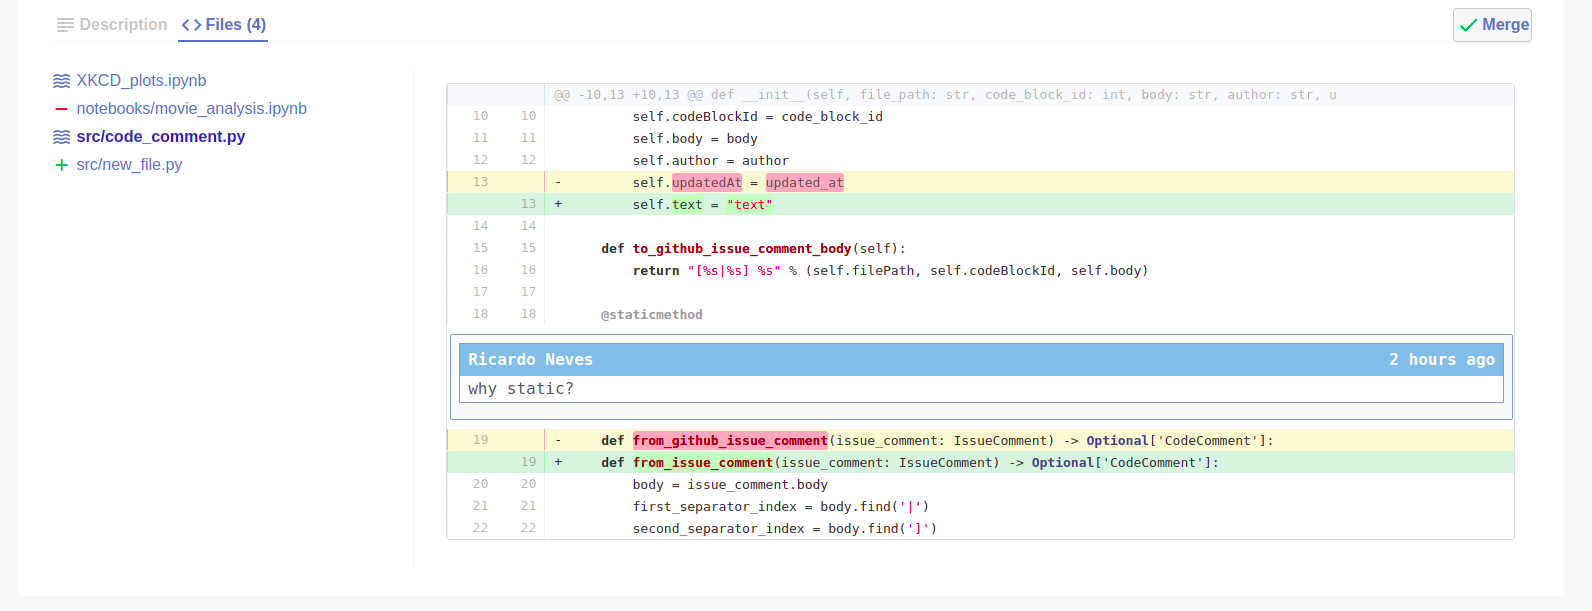 Description
Files (4)
Merge
XKCD_plots.ipynb
notebooks/movie_analysis.ipynb
src/code_comment.py
src/new_file.py
@@ -10,13 +10,13 @@ def __init__(self, file_path: str, code_block_id: int, body: str, author: str, u
10 10 self.codeBlockId = code_block_id
11 11 self.body = body
12 12 self.author = author
13 - self.updatedAt = updated_at
13 + self.text = "text"
14 14
15 15 def to_github_issue_comment_body(self):
16 16 return "[%s|%s] %s" % (self.filePath, self.codeBlockId, self.body)
17 17
18 18 @staticmethod
Ricardo Neves 2 hours ago
why static?
19 - def from_github_issue_comment(issue_comment: IssueComment) -> Optional['CodeComment']:
19 + def from_issue_comment(issue_comment: IssueComment) -> Optional['CodeComment']:
20 20 body = issue_comment.body
21 21 first_separator_index = body.find('|')
22 22 second_separator_index = body.find(']')